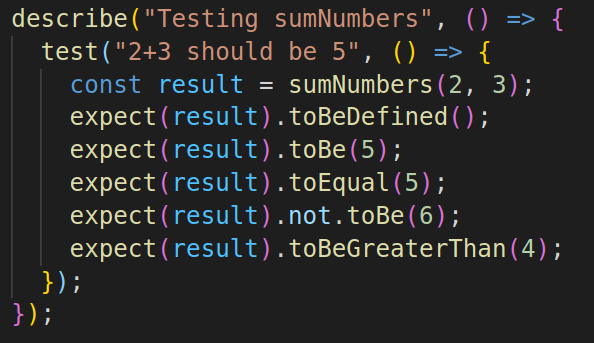 describe("Testing sumNumbers", () => {
  test("2+3 should be 5", () => {
    const result = sumNumbers(2, 3);
    expect(result).toBeDefined();
    expect(result).toBe(5);
    expect(result).toEqual(5);
    expect(result).not.toBe(6);
    expect(result).toBeGreaterThan(4);
  });
});